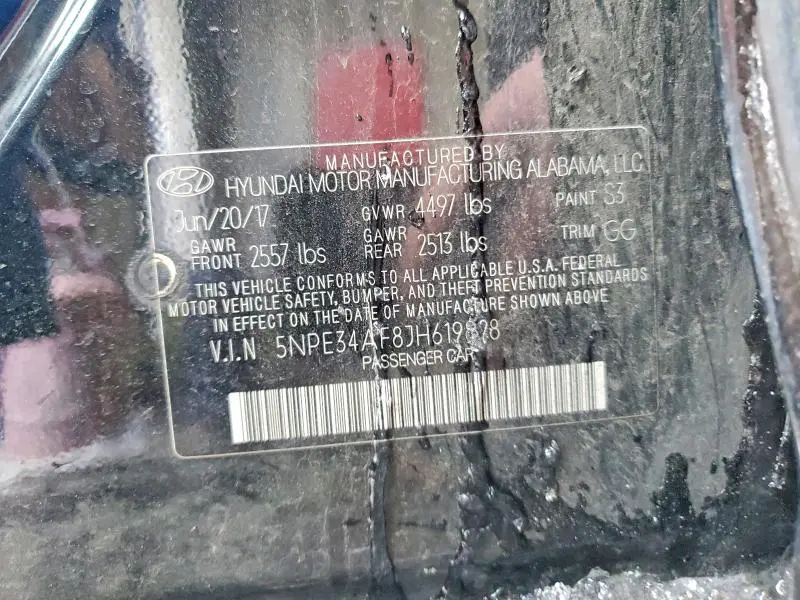 MANUFACTURED BY
HYUNDAI MOTOR MANUFACTURING ALABAMA, LLC
Jun/20/17 GVWR 4497 lbs PAINT S3
GAWR FRONT 2557 lbs GAWR REAR 2513 lbs TRIM GG
THIS VEHICLE CONFORMS TO ALL APPLICABLE U.S.A. FEDERAL
MOTOR VEHICLE SAFETY, BUMPER, AND THEFT PREVENTION STANDARDS
IN EFFECT ON THE DATE OF MANUFACTURE SHOWN ABOVE
V.I.N 5NPE34AF8JH619828
PASSENGER CAR